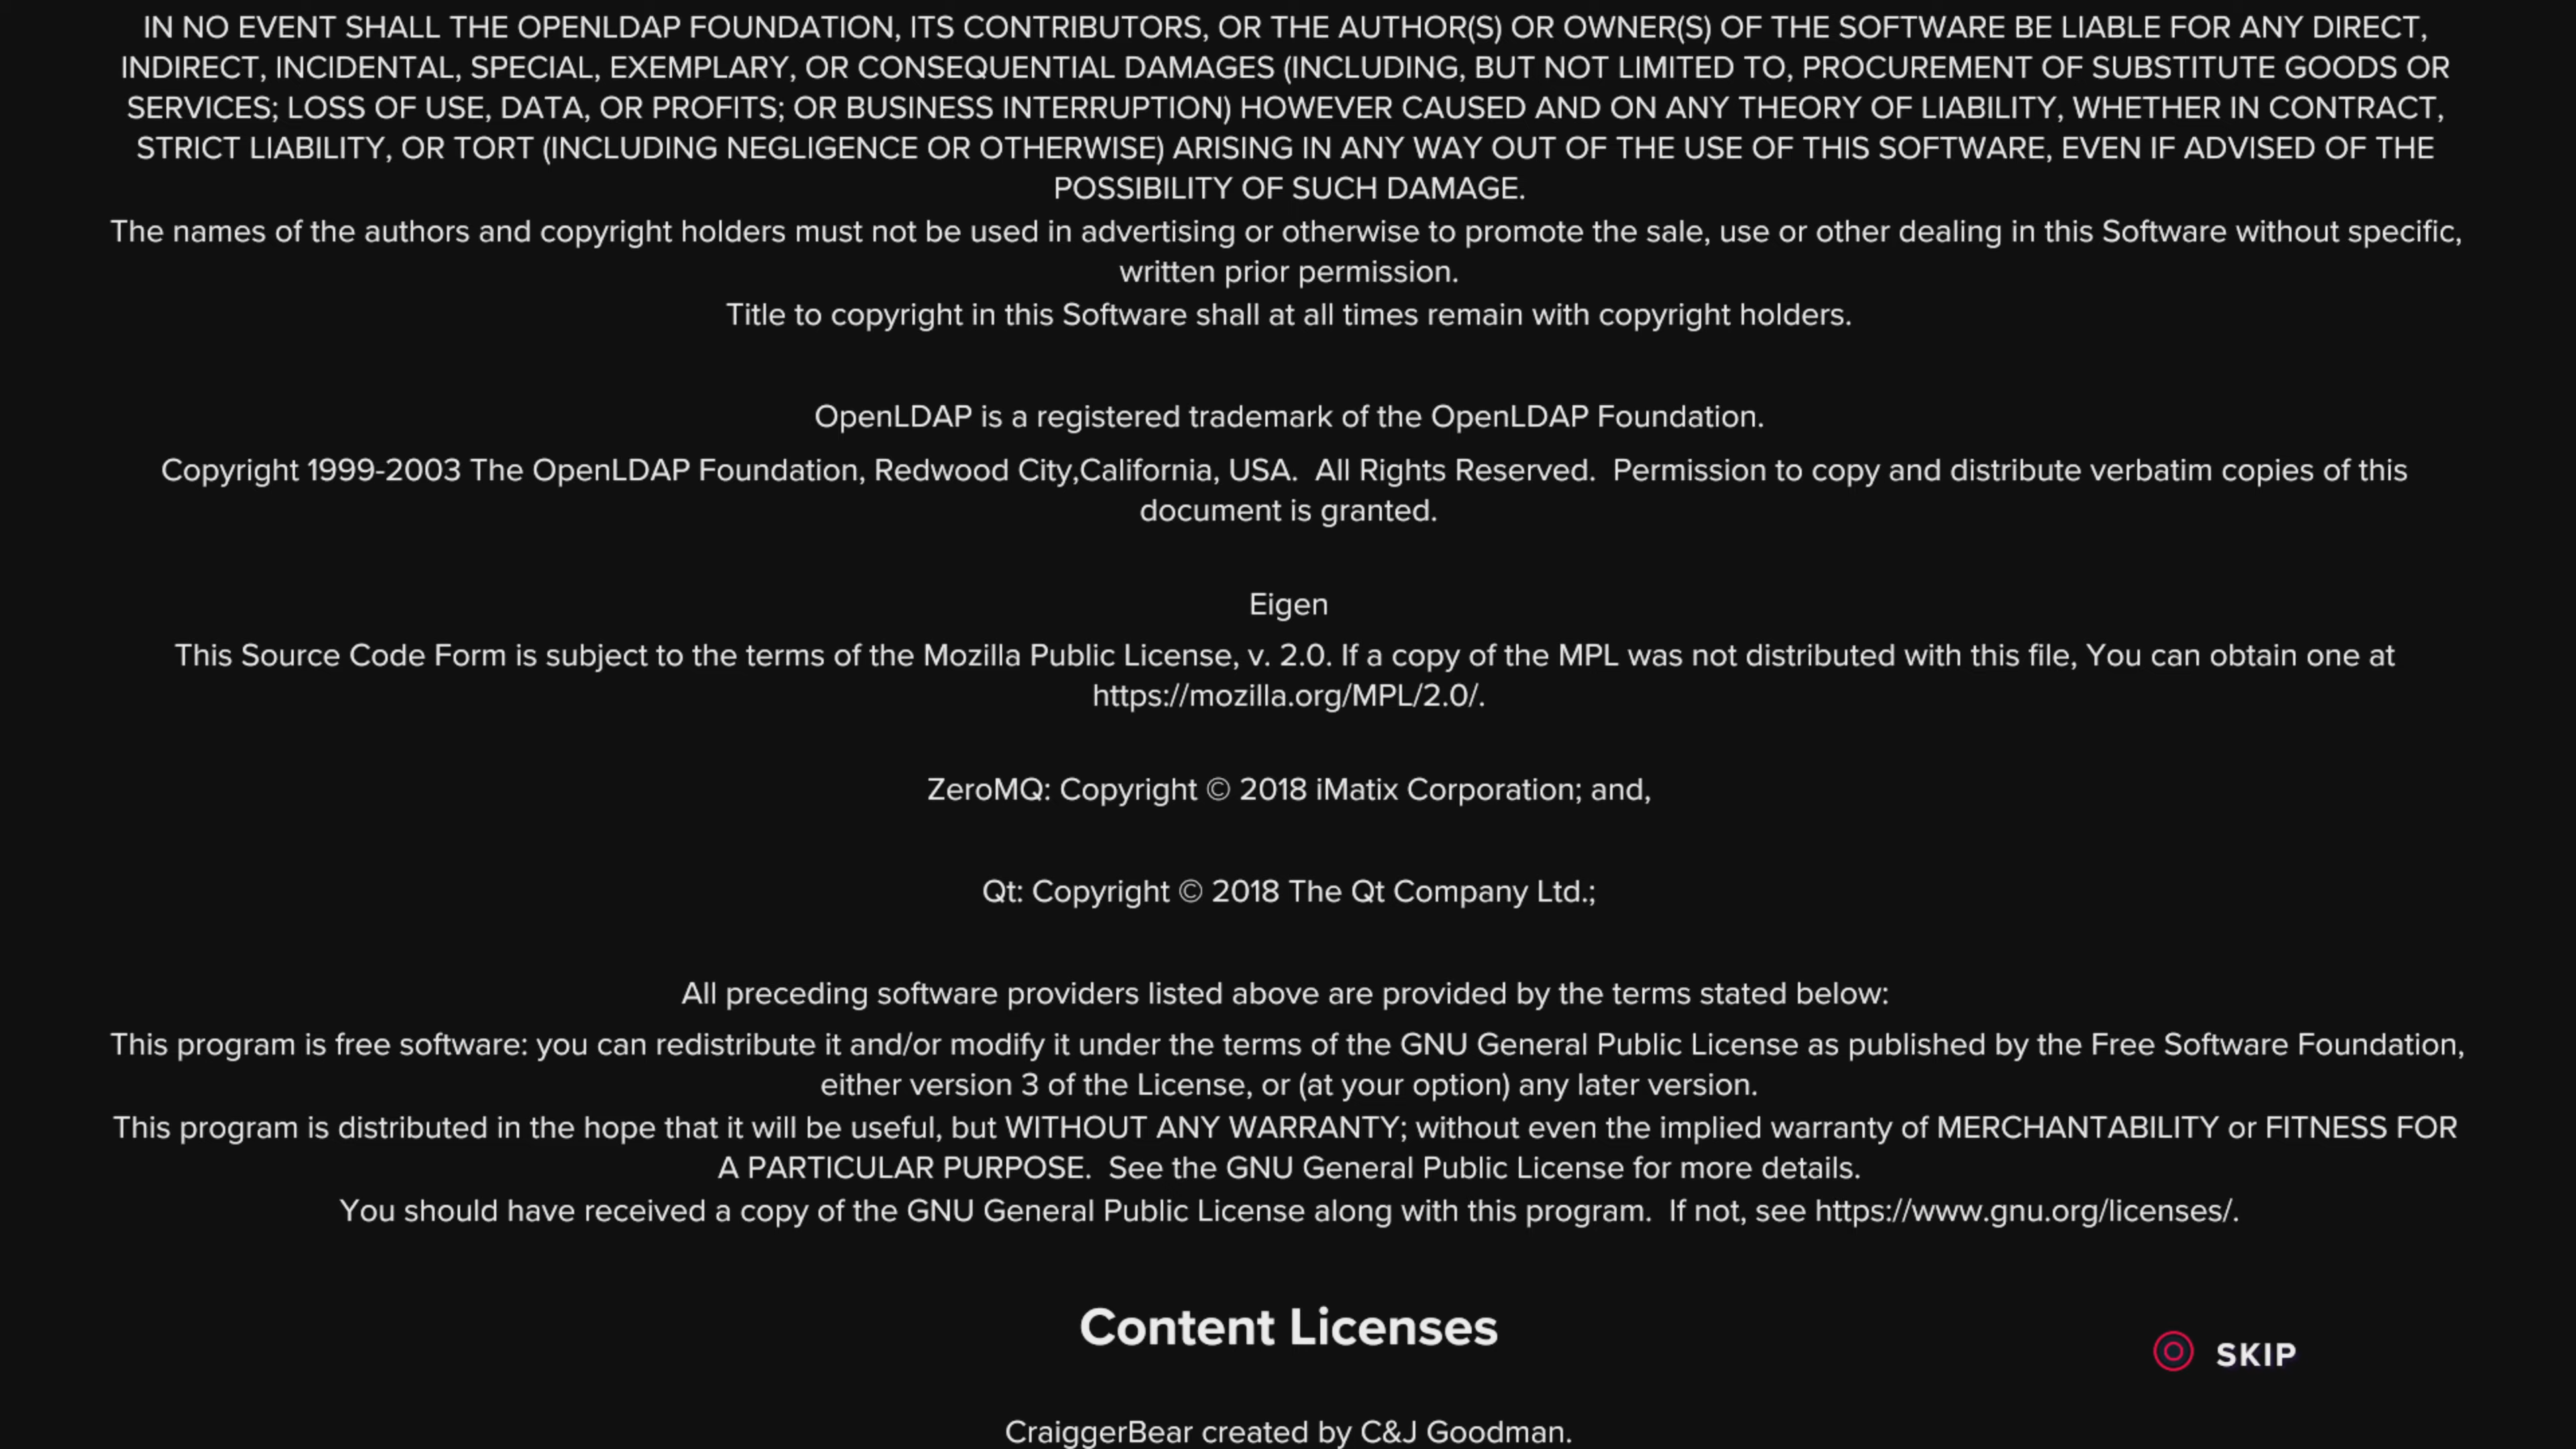 IN NO EVENT SHALL THE OPENLDAP FOUNDATION, ITS CONTRIBUTORS, OR THE AUTHOR(S) OR OWNER(S) OF THE SOFTWARE BE LIABLE FOR ANY DIRECT,
INDIRECT, INCIDENTAL, SPECIAL, EXEMPLARY, OR CONSEQUENTIAL DAMAGES (INCLUDING, BUT NOT LIMITED TO, PROCUREMENT OF SUBSTITUTE GOODS OR
SERVICES; LOSS OF USE, DATA, OR PROFITS; OR BUSINESS INTERRUPTION) HOWEVER CAUSED AND ON ANY THEORY OF LIABILITY, WHETHER IN CONTRACT,
STRICT LIABILITY, OR TORT (INCLUDING NEGLIGENCE OR OTHERWISE) ARISING IN ANY WAY OUT OF THE USE OF THIS SOFTWARE, EVEN IF ADVISED OF THE
POSSIBILITY OF SUCH DAMAGE.
The names of the authors and copyright holders must not be used in advertising or otherwise to promote the sale, use or other dealing in this Software without specific,
written prior permission.
Title to copyright in this Software shall at all times remain with copyright holders.
OpenLDAP is a registered trademark of the OpenLDAP Foundation.
Copyright 1999-2003 The OpenLDAP Foundation, Redwood City,California, USA.  All Rights Reserved.  Permission to copy and distribute verbatim copies of this
document is granted.
Eigen
This Source Code Form is subject to the terms of the Mozilla Public License, v. 2.0. If a copy of the MPL was not distributed with this file, You can obtain one at
https://mozilla.org/MPL/2.0/.
ZeroMQ: Copyright © 2018 iMatix Corporation; and,
Qt: Copyright © 2018 The Qt Company Ltd.;
All preceding software providers listed above are provided by the terms stated below:
This program is free software: you can redistribute it and/or modify it under the terms of the GNU General Public License as published by the Free Software Foundation,
either version 3 of the License, or (at your option) any later version.
This program is distributed in the hope that it will be useful, but WITHOUT ANY WARRANTY; without even the implied warranty of MERCHANTABILITY or FITNESS FOR
A PARTICULAR PURPOSE.  See the GNU General Public License for more details.
You should have received a copy of the GNU General Public License along with this program.  If not, see https://www.gnu.org/licenses/.
Content Licenses
SKIP
CraiggerBear created by C&J Goodman.